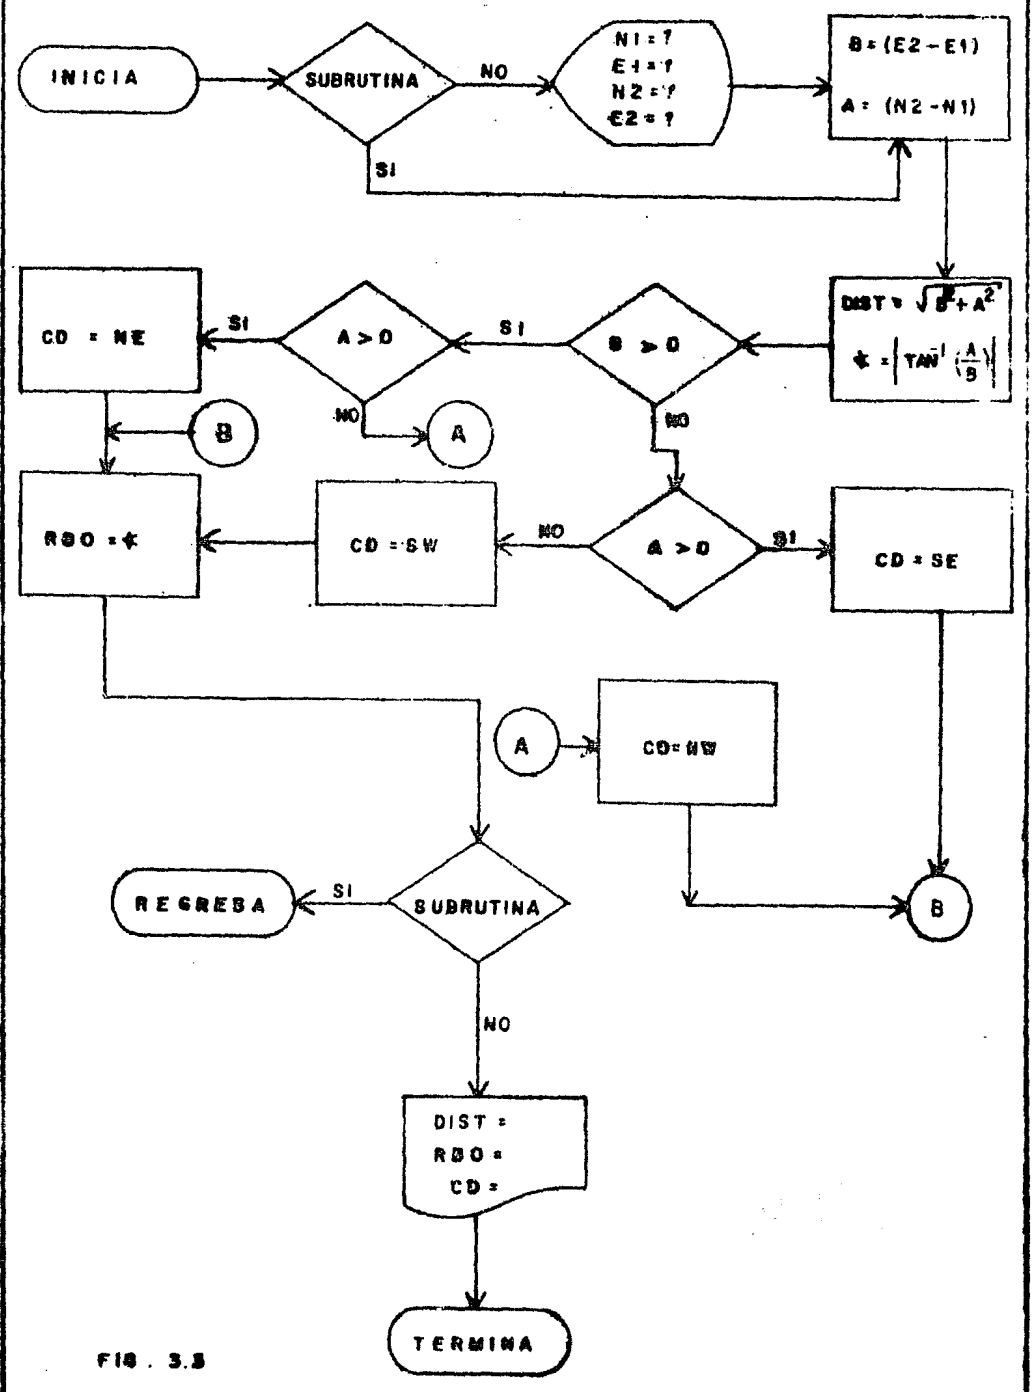 INICIA
SUBRUTINA
NO
SI
N1 = ?
E1 = ?
N2 = ?
E2 = ?
B = (E2 - E1)
A = (N2 - N1)
DIST = √B² + A²
∢ = |TAN⁻¹ (A/B)|
B > 0
SI
NO
A > 0
SI
NO
CD = NE
B
A
RBO = ∢
CD = SW
NO
A > 0
SI
CD = SE
A
CD = NW
B
SUBRUTINA
SI
REGRESA
NO
DIST =
RBO =
CD =
TERMINA
FIG. 3.3